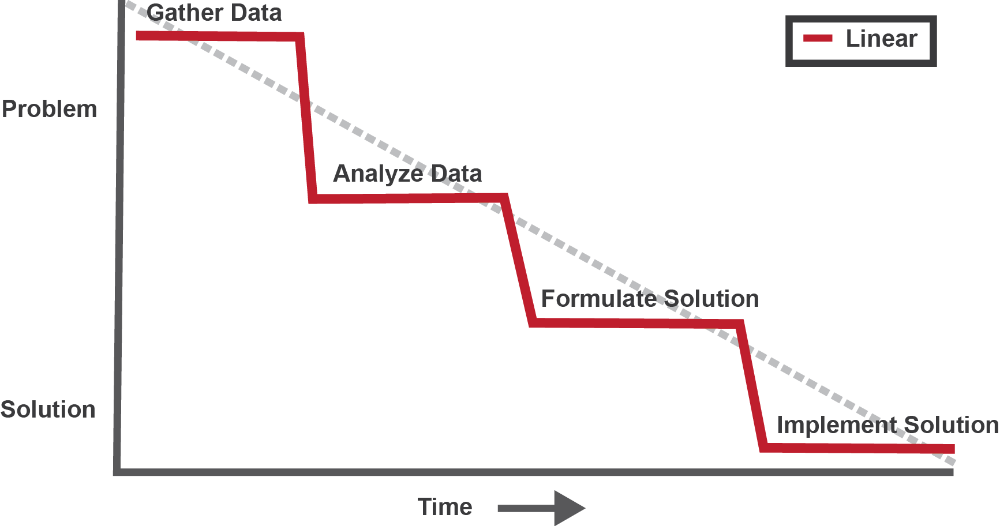 Gather Data
Linear
Problem
Analyze Data
Formulate Solution
Solution
Implement Solution
Time